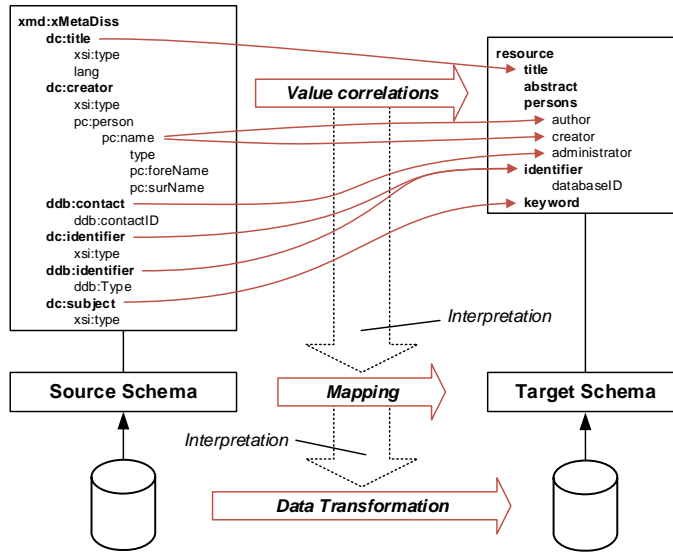 xmd:xMetaDiss
dc:title
xsi:type
lang
dc:creator
xsi:type
pc:person
pc:name
type
pc:foreName
pc:surName
ddb:contact
ddb:contactID
dc:identifier
xsi:type
ddb:identifier
ddb:Type
dc:subject
xsi:type
Value correlations
resource
title
abstract
persons
author
creator
administrator
identifier
databaseID
keyword
Interpretation
Source Schema
Mapping
Target Schema
Interpretation
Data Transformation